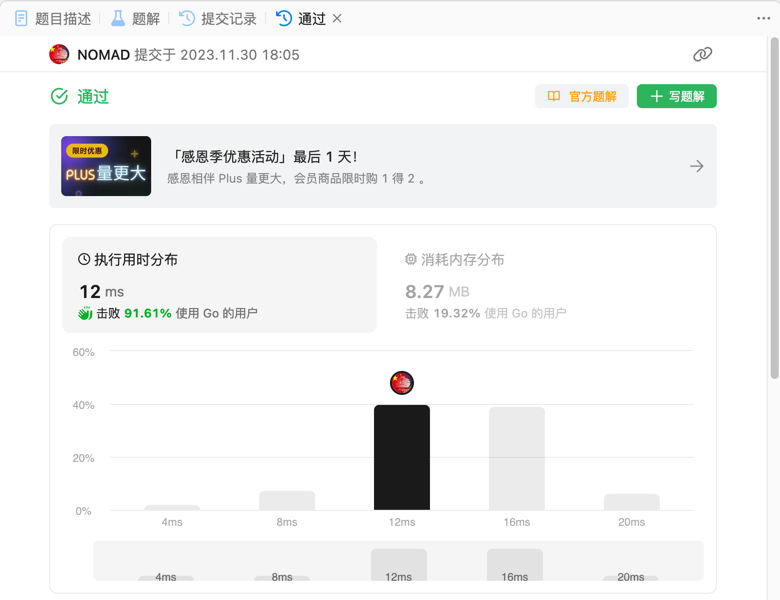 题目描述 题解 提交记录 通过
NOMAD 提交于 2023.11.30 18:05
通过 官方题解 写题解
限时优惠
PLUS量更大
「感恩季优惠活动」最后 1 天！
感恩相伴 Plus 量更大，会员商品限时购 1 得 2 。
执行用时分布
12 ms
击败 91.61% 使用 Go 的用户
消耗内存分布
8.27 MB
击败 19.32% 使用 Go 的用户
60%
40%
20%
0%
4ms 8ms 12ms 16ms 20ms
4ms 8ms 12ms 16ms 20ms